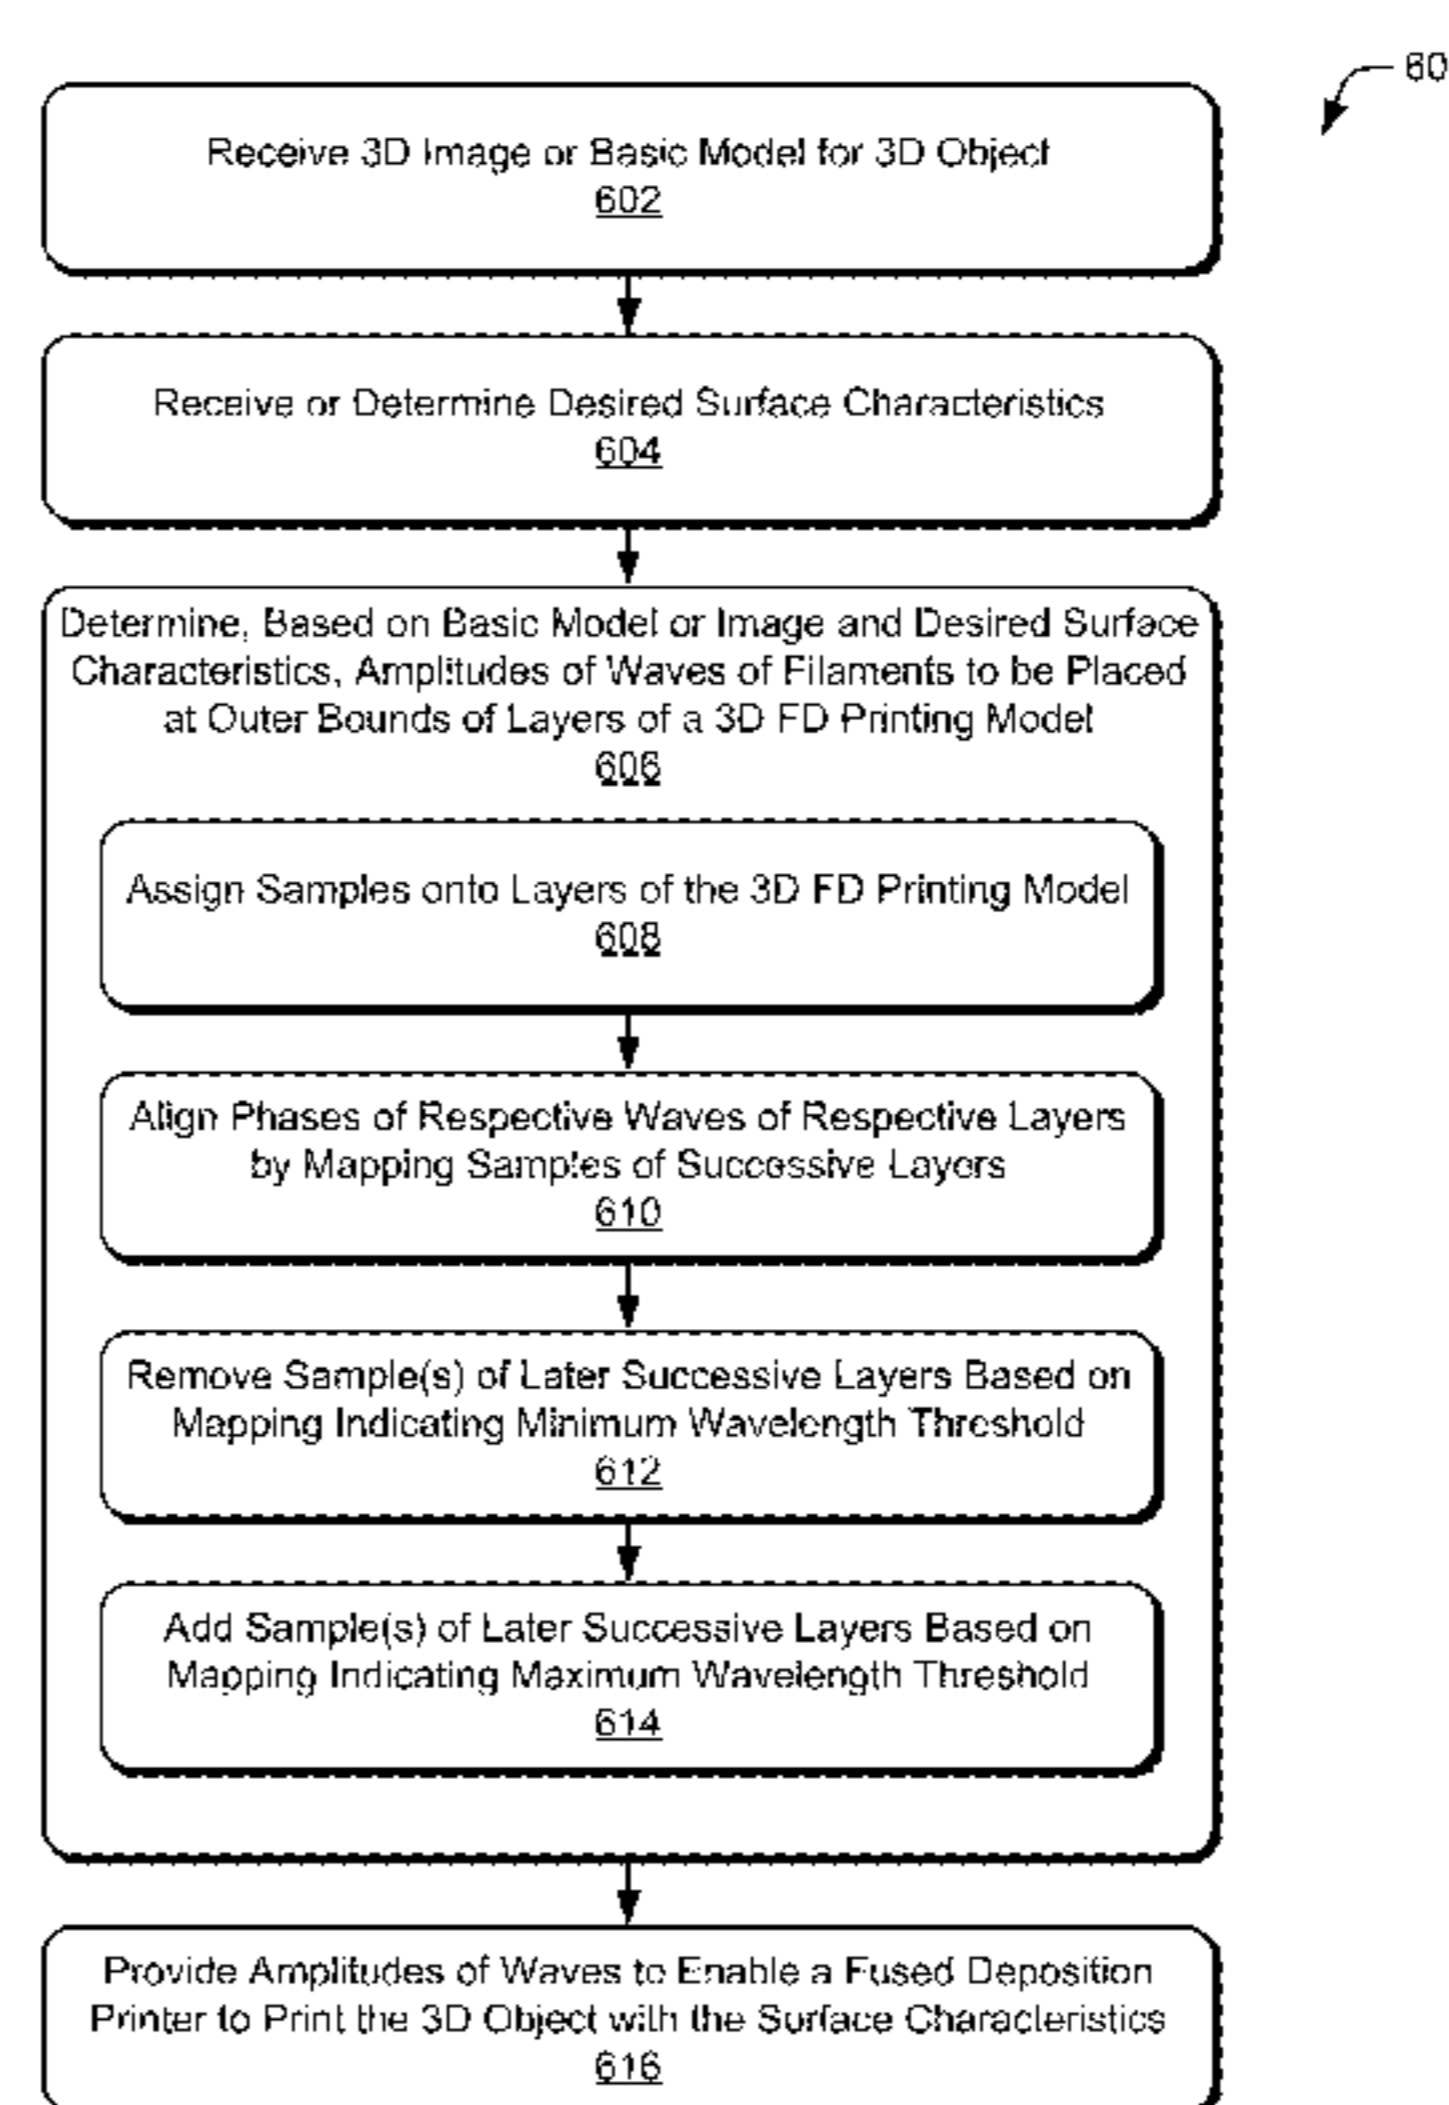 60
Receive 3D Image or Basic Model for 3D Object
602
Receive or Determine Desired Surface Characteristics
604
Determine, Based on Basic Model or Image and Desired Surface
Characteristics, Amplitudes of Waves of Filaments to be Placed
at Outer Bounds of Layers of a 3D FD Printing Model
606
Assign Samples onto Layers of the 3D FD Printing Model
608
Align Phases of Respective Waves of Respective Layers
by Mapping Samples of Successive Layers
610
Remove Sample(s) of Later Successive Layers Based on
Mapping Indicating Minimum Wavelength Threshold
612
Add Sample(s) of Later Successive Layers Based on
Mapping Indicating Maximum Wavelength Threshold
614
Provide Amplitudes of Waves to Enable a Fused Deposition
Printer to Print the 3D Object with the Surface Characteristics
616